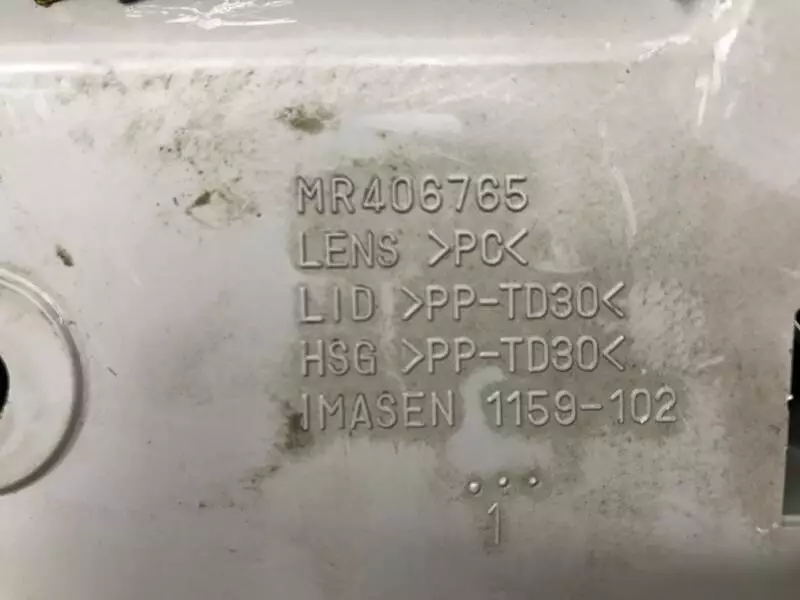 MR406765
LENS >PC<
LID >PP-TD30<
HSG >PP-TD30<
IMASEN 1159-102
1